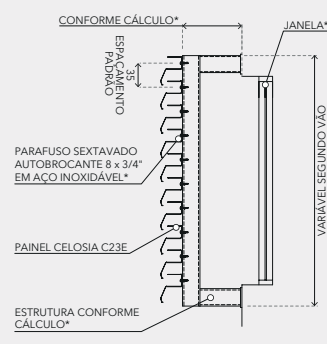 CONFORME CÁLCULO*
JANELA*
35
ESPAÇAMENTO
PADRÃO
PARAFUSO SEXTAVADO
AUTOBROCANTE 8 x 3/4"
EM AÇO INOXIDÁVEL*
PAINEL CELOSIA C23E
ESTRUTURA CONFORME
CÁLCULO*
VARIÁVEL SEGUNDO VÃO